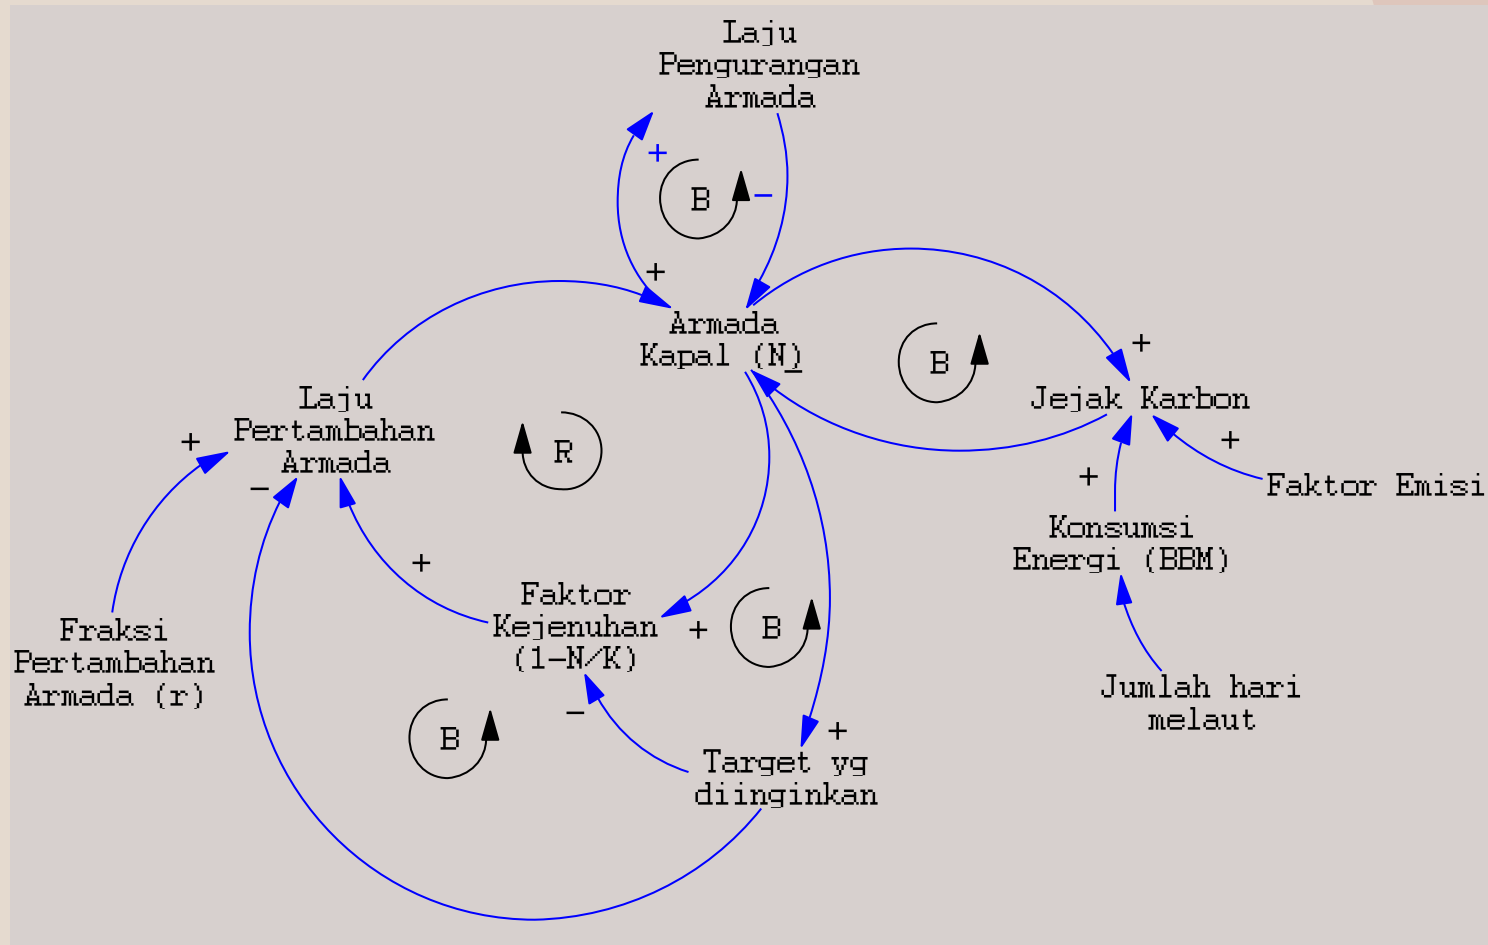 Laju
Pengurangan
Armada
+
B
−
+
Armada
Kapal (N)
+
B
Laju
Pertambahan
Armada
Jejak Karbon
+
R
+
−
+
Faktor Emisi
Konsumsi
Energi (BBM)
+
Faktor
Kejenuhan
(1-N/K)
+
B
Fraksi
Pertambahan
Armada (r)
Jumlah hari
melaut
−
B
+
Target yg
diinginkan